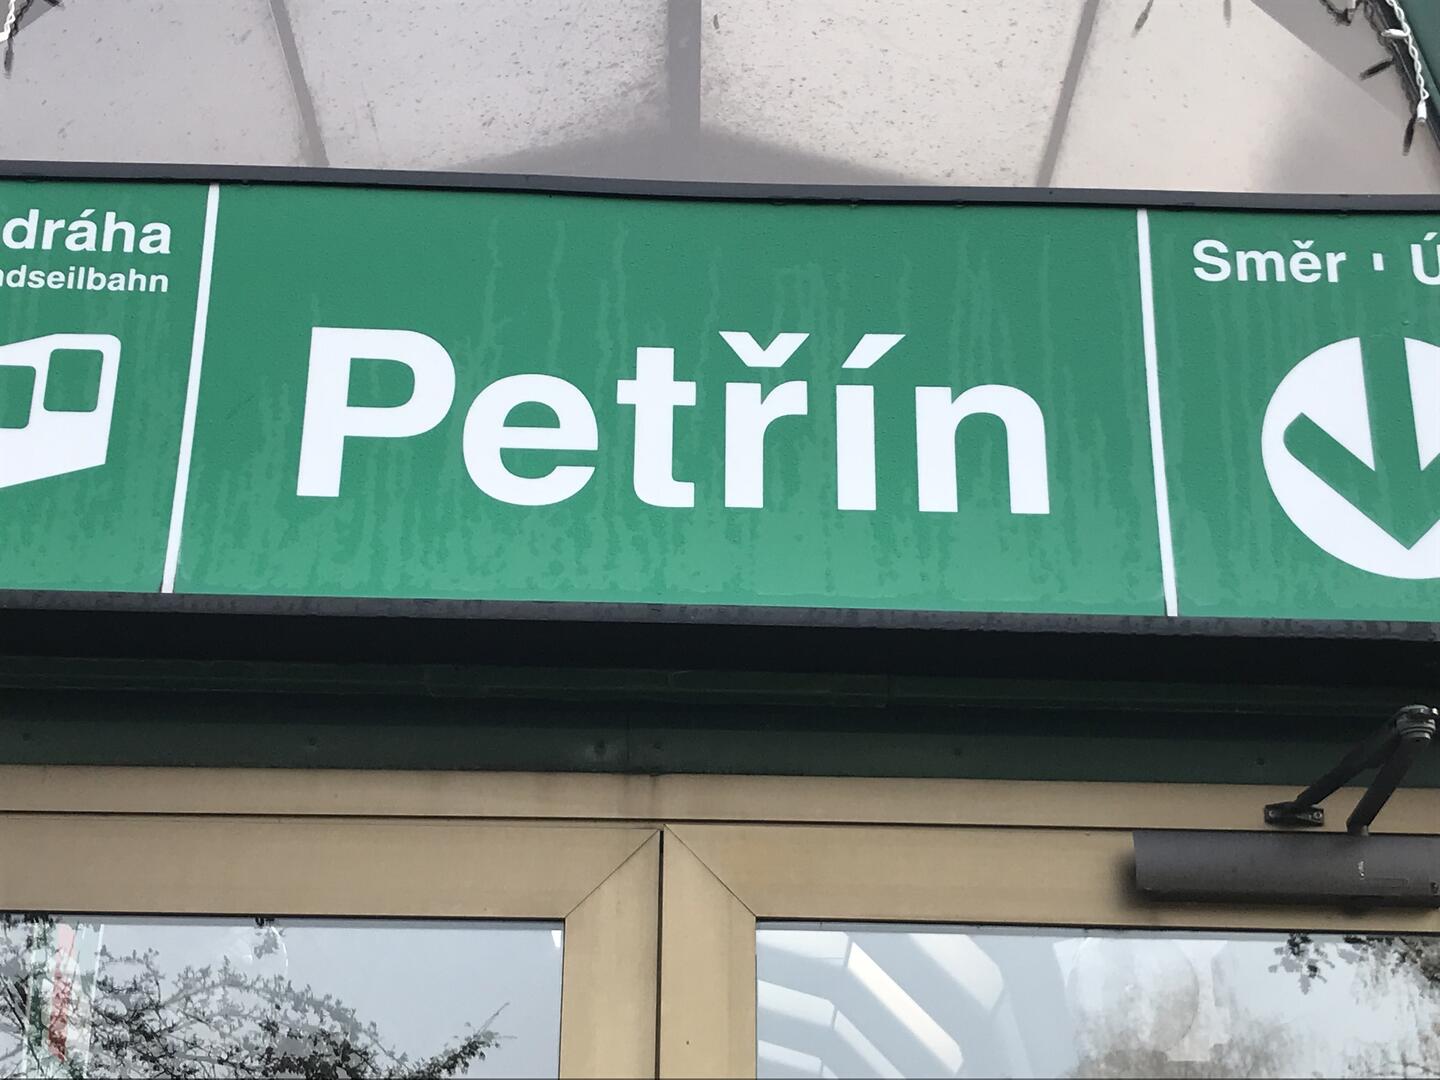 dráha
ndseilbahn
Petřín
Směr